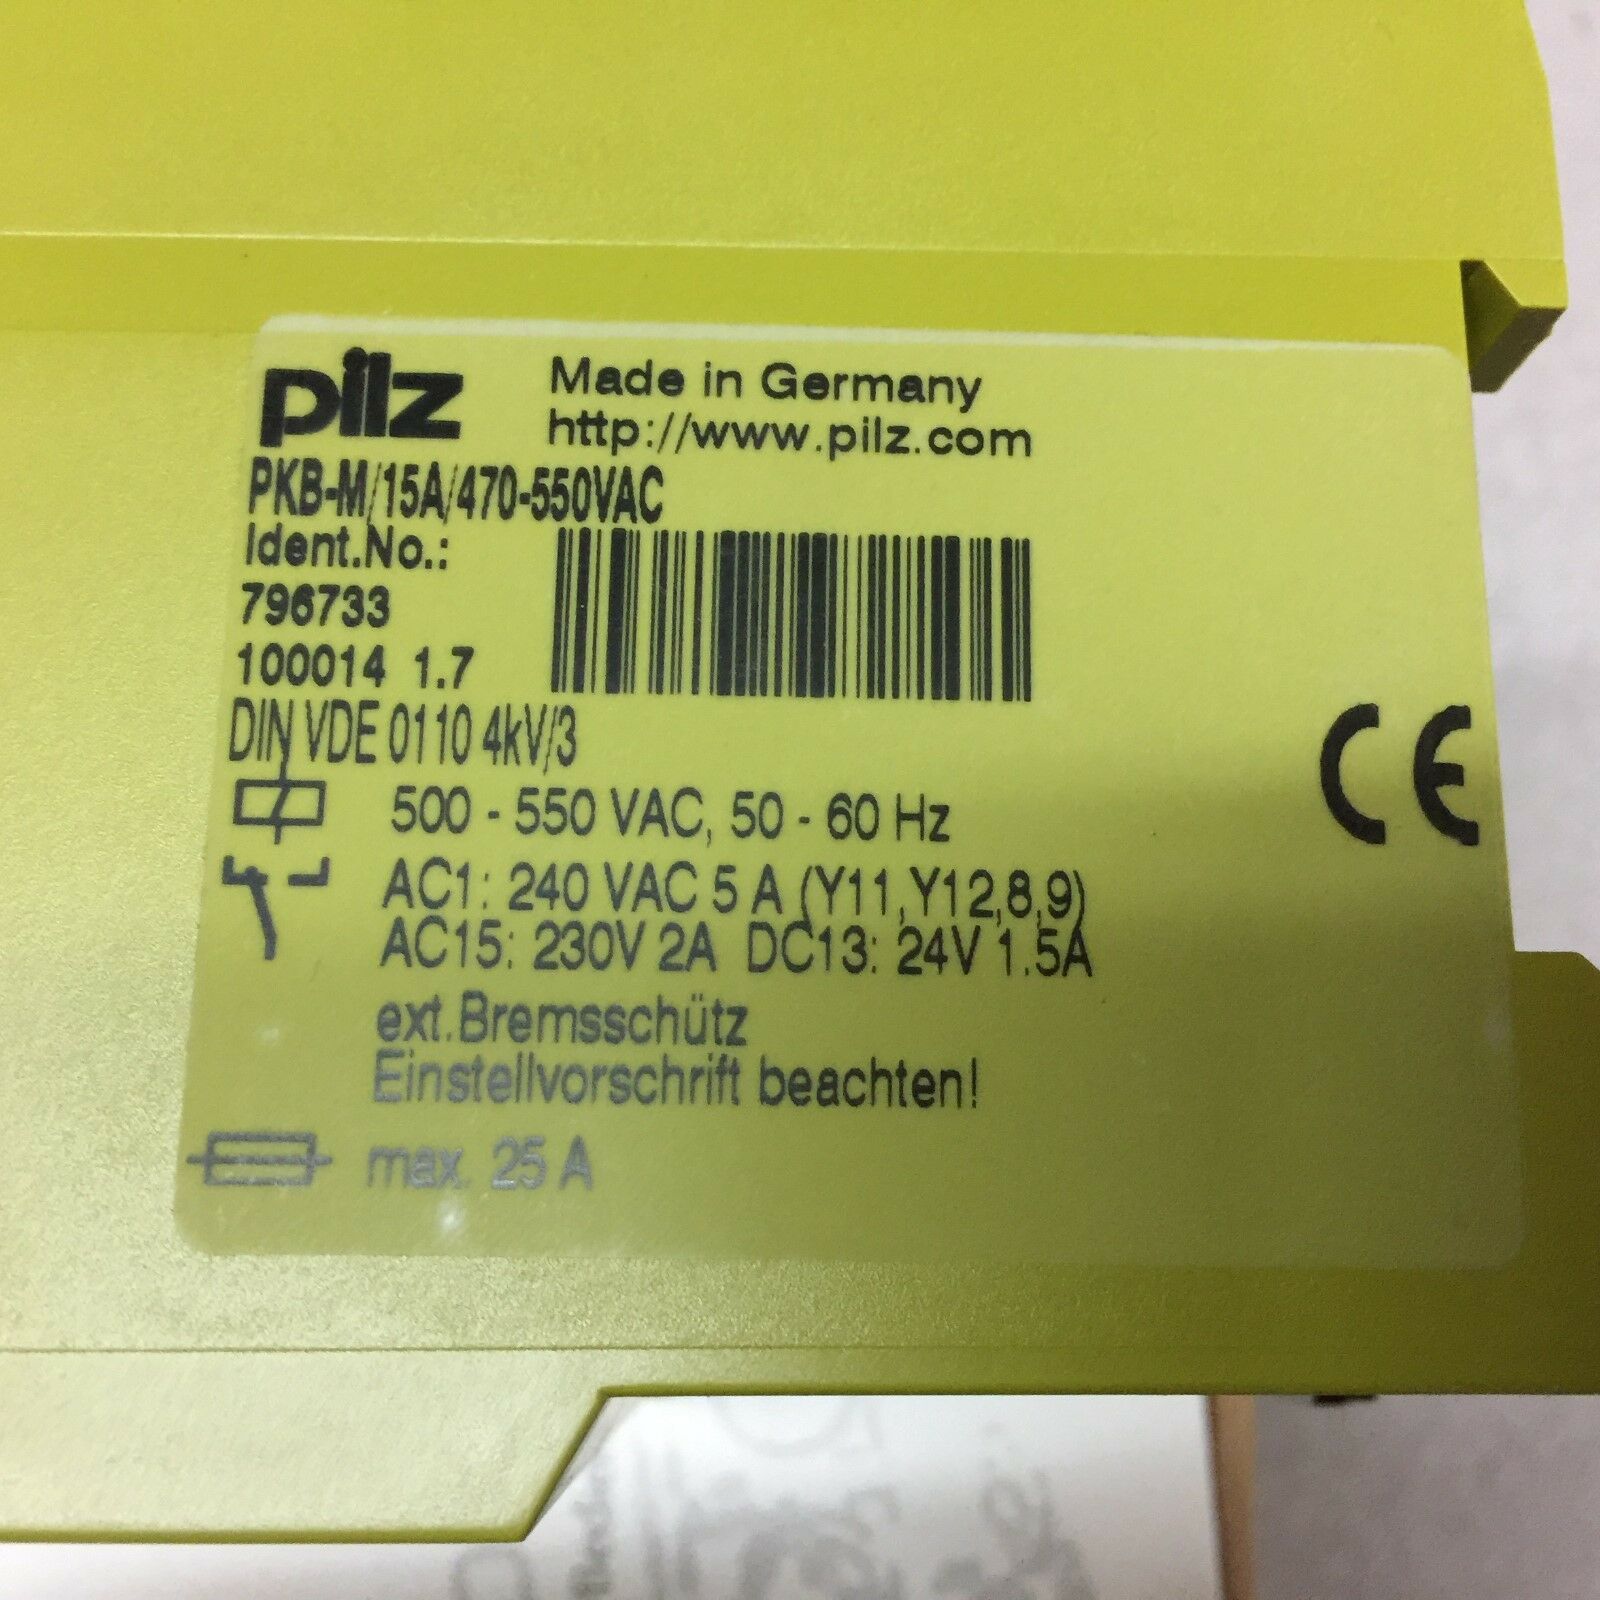 pilz
Made in Germany
http://www.pilz.com
PKB-M/15A/470-550VAC
Ident.No.:
796733
100014 1.7
DIN VDE 0110 4kV/3
500 - 550 VAC, 50 - 60 Hz
CE
AC1: 240 VAC 5 A (Y11,Y12,8,9)
AC15: 230V 2A DC13: 24V 1.5A
ext.Bremsschütz
Einstellvorschrift beachten!
max. 25 A